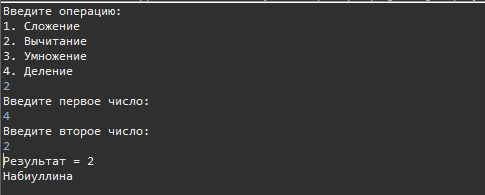 Введите операцию:
1. Сложение
2. Вычитание
3. Умножение
4. Деление
2
Введите первое число:
4
Введите второе число:
2
Результат = 2
Набиуллина